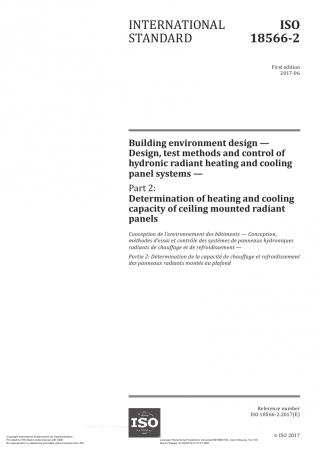 INTERNATIONAL
STANDARD
ISO
18566-2
First edition
2017-06
Building environment design —
Design, test methods and control of
hydronic radiant heating and cooling
panel systems —
Part 2:
Determination of heating and cooling
capacity of ceiling mounted radiant
panels
Conception de l'environnement des bâtiments — Conception,
méthodes d'essai et contrôle des systèmes de panneaux hydroniques
radiants de chauffage et de refroidissement —
Partie 2: Détermination de la capacité de chauffage et refroidissement
des panneaux radiants montés au plafond
Reference number
ISO 18566-2:2017(E)
ISO
© ISO 2017